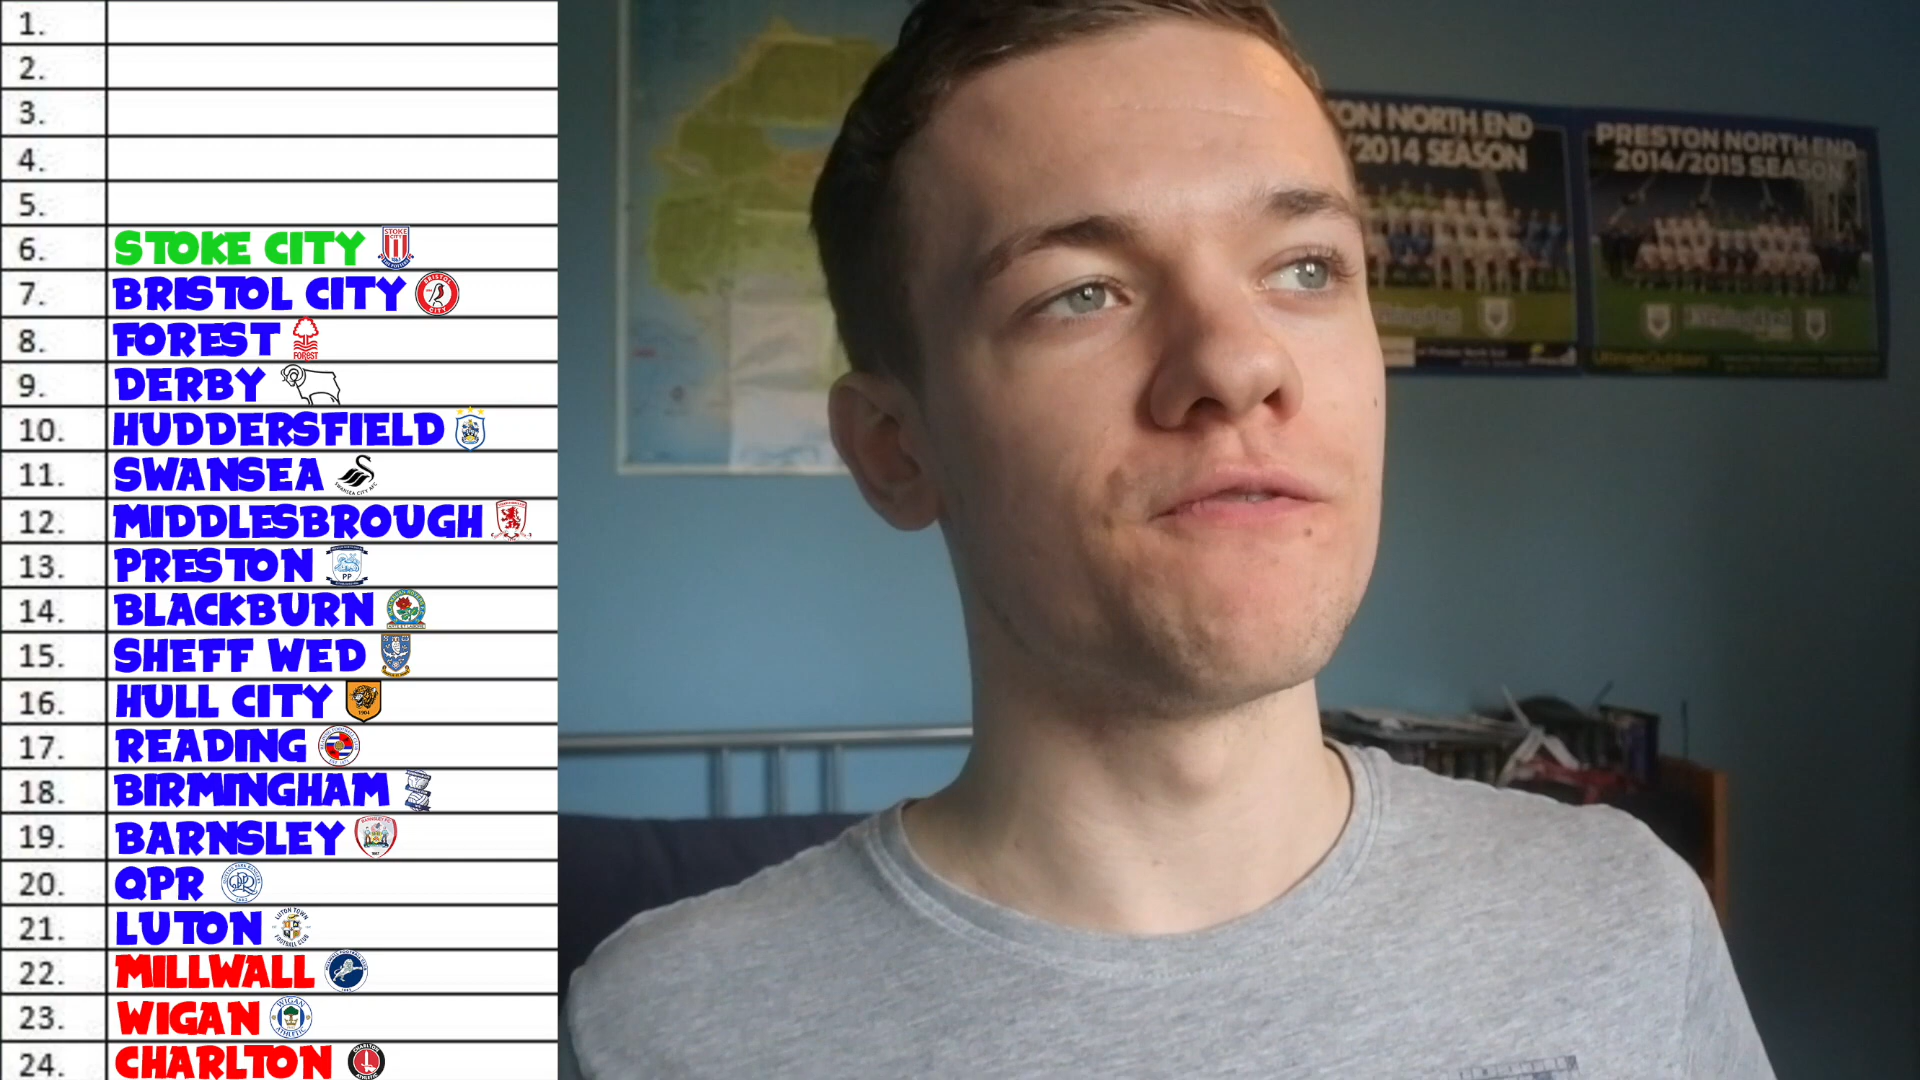 1.
2.
3.
4.
5.
6. STOKE CITY
7. BRISTOL CITY
8. FOREST
9. DERBY
10. HUDDERSFIELD
11. SWANSEA
12. MIDDLESBROUGH
13. PRESTON
14. BLACKBURN
15. SHEFF WED
16. HULL CITY
17. READING
18. BIRMINGHAM
19. BARNSLEY
20. QPR
21. LUTON
22. MILLWALL
23. WIGAN
24. CHARLTON
ON NORTH END
/2014 SEASON
PRESTON NORTH END
2014/2015 SEASON